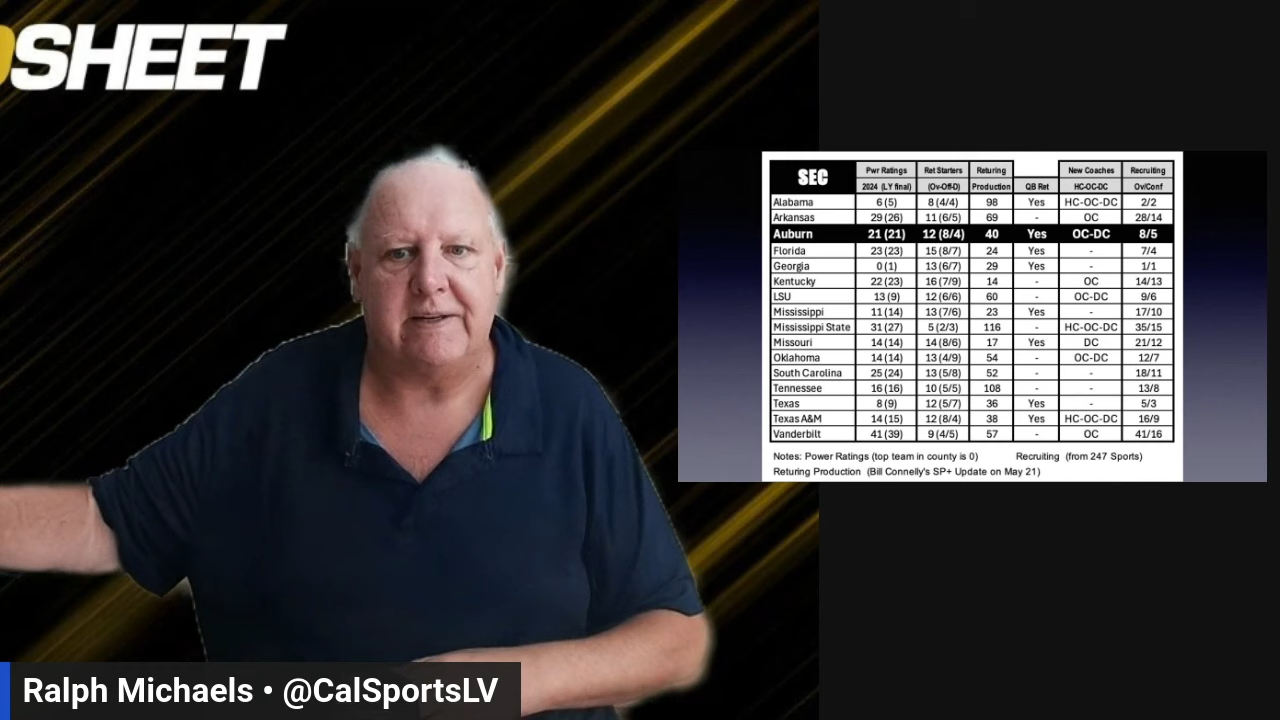 SHEET
SEC Pwr Ratings Ret Starters Returing New Coaches Recruiting
2024 (LY final) (Ov-Off-D) Production QB Ret HC-OC-DC Ov/Conf
Alabama 6 (5) 8 (4/4) 98 Yes HC-OC-DC 2/2
Arkansas 29 (26) 11 (6/5) 69 - OC 28/14
Auburn 21 (21) 12 (8/4) 40 Yes OC-DC 8/5
Florida 23 (23) 15 (8/7) 24 Yes - 7/4
Georgia 0 (1) 13 (6/7) 29 Yes - 1/1
Kentucky 22 (23) 16 (7/9) 14 - OC 14/13
LSU 13 (9) 12 (6/6) 60 - OC-DC 9/6
Mississippi 11 (14) 13 (7/6) 23 Yes - 17/10
Mississippi State 31 (27) 5 (2/3) 116 - HC-OC-DC 35/15
Missouri 14 (14) 14 (8/6) 17 Yes DC 21/12
Oklahoma 14 (14) 13 (4/9) 54 - OC-DC 12/7
South Carolina 25 (24) 13 (5/8) 52 - - 18/11
Tennessee 16 (16) 10 (5/5) 108 - - 13/8
Texas 8 (9) 12 (5/7) 36 Yes - 5/3
Texas A&M 14 (15) 12 (8/4) 38 Yes HC-OC-DC 16/9
Vanderbilt 41 (39) 9 (4/5) 57 - OC 41/16
Notes: Power Ratings (top team in county is 0) Recruiting (from 247 Sports)
Returing Production (Bill Connelly's SP+ Update on May 21)
Ralph Michaels • @CalSportsLV